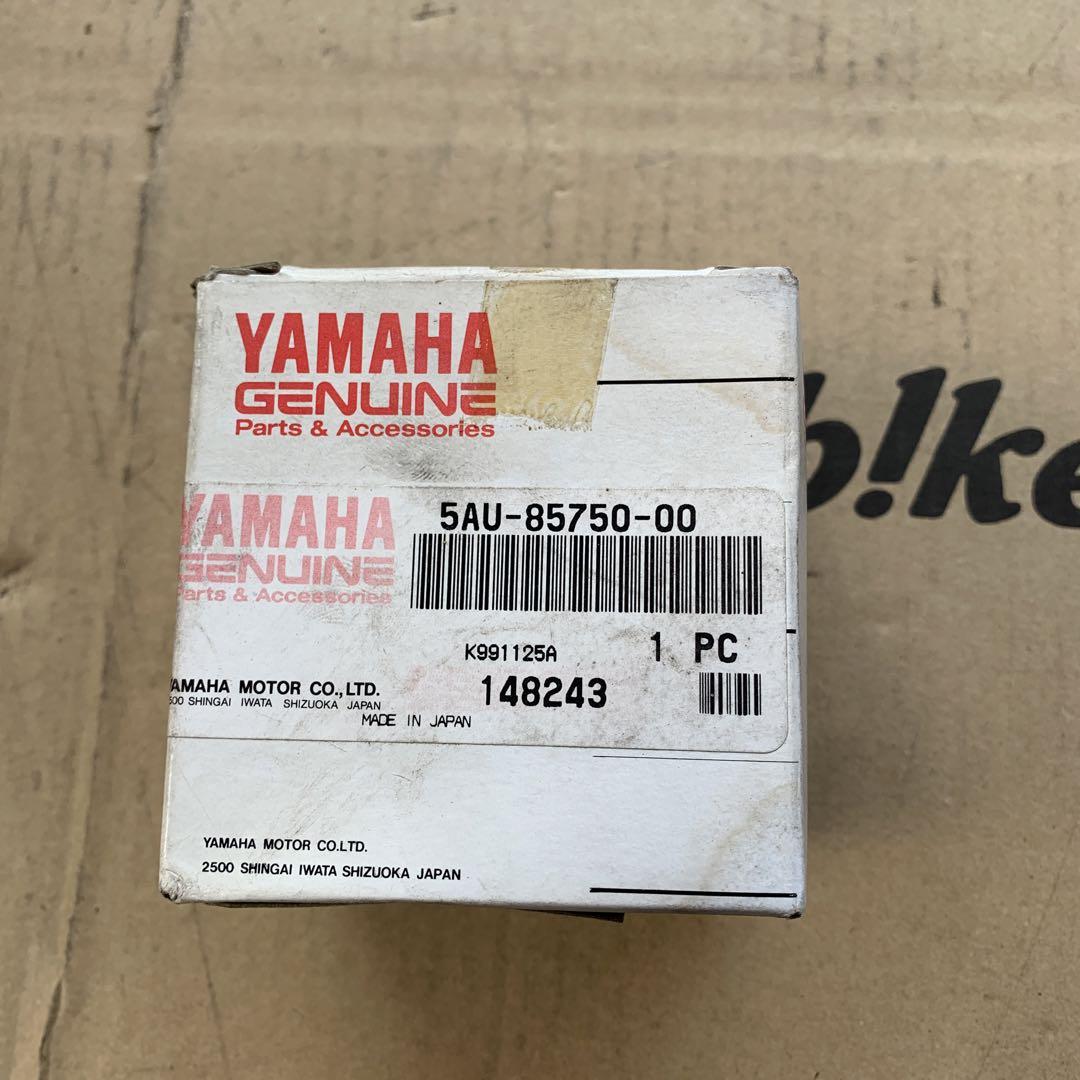 YAMAHA
GENUINE
Parts & Accessories
b!ke
YAMAHA
GENUINE
Parts & Accessories
5AU-85750-00
K991125A
1 PC
YAMAHA MOTOR CO.,LTD.
148243
500 SHINGAI IWATA SHIZUOKA JAPAN
MADE IN JAPAN
YAMAHA MOTOR CO.LTD.
2500 SHINGAI IWATA SHIZUOKA JAPAN